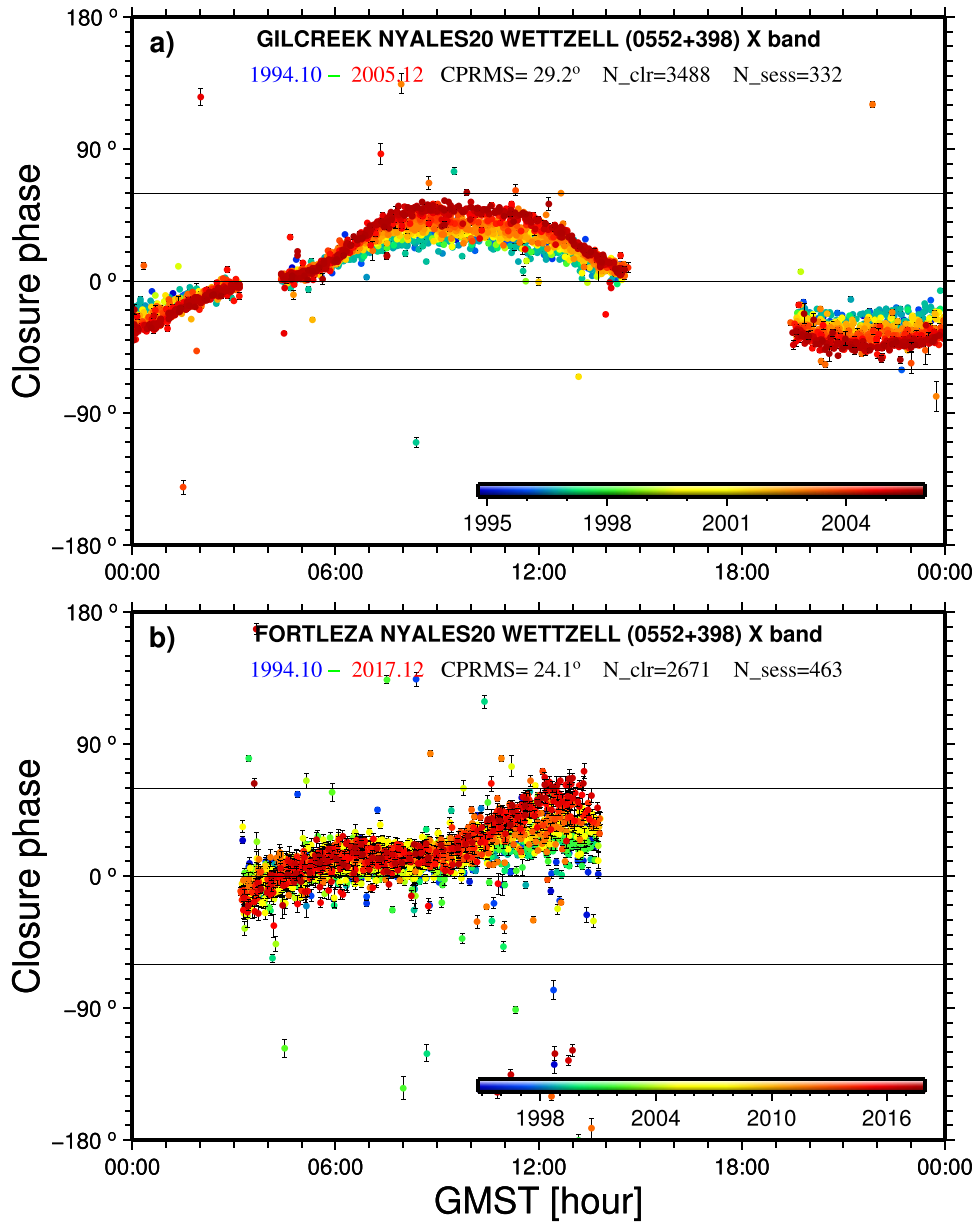 180 º
a) GILCREEK NYALES20 WETTZELL (0552+398) X band
1994.10 – 2005.12 CPRMS= 29.2º N_clr=3488 N_sess=332
90 º
Closure phase
0 º
−90 º
1995 1998 2001 2004
−180 º
00:00 06:00 12:00 18:00 00:00
180 º
b) FORTLEZA NYALES20 WETTZELL (0552+398) X band
1994.10 – 2017.12 CPRMS= 24.1º N_clr=2671 N_sess=463
90 º
Closure phase
0 º
−90 º
1998 2004 2010 2016
−180 º
00:00 06:00 12:00 18:00 00:00
GMST [hour]